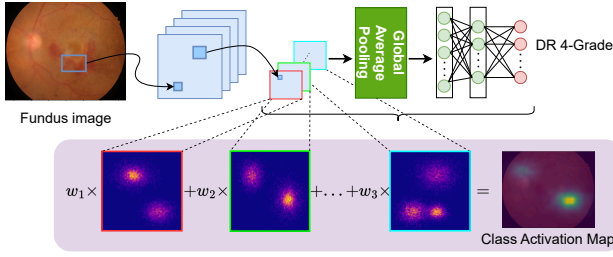 Fundus image
Global
Average
Pooling
DR 4-Grade
w1× +w2× +...+w3× =
Class Activation Map